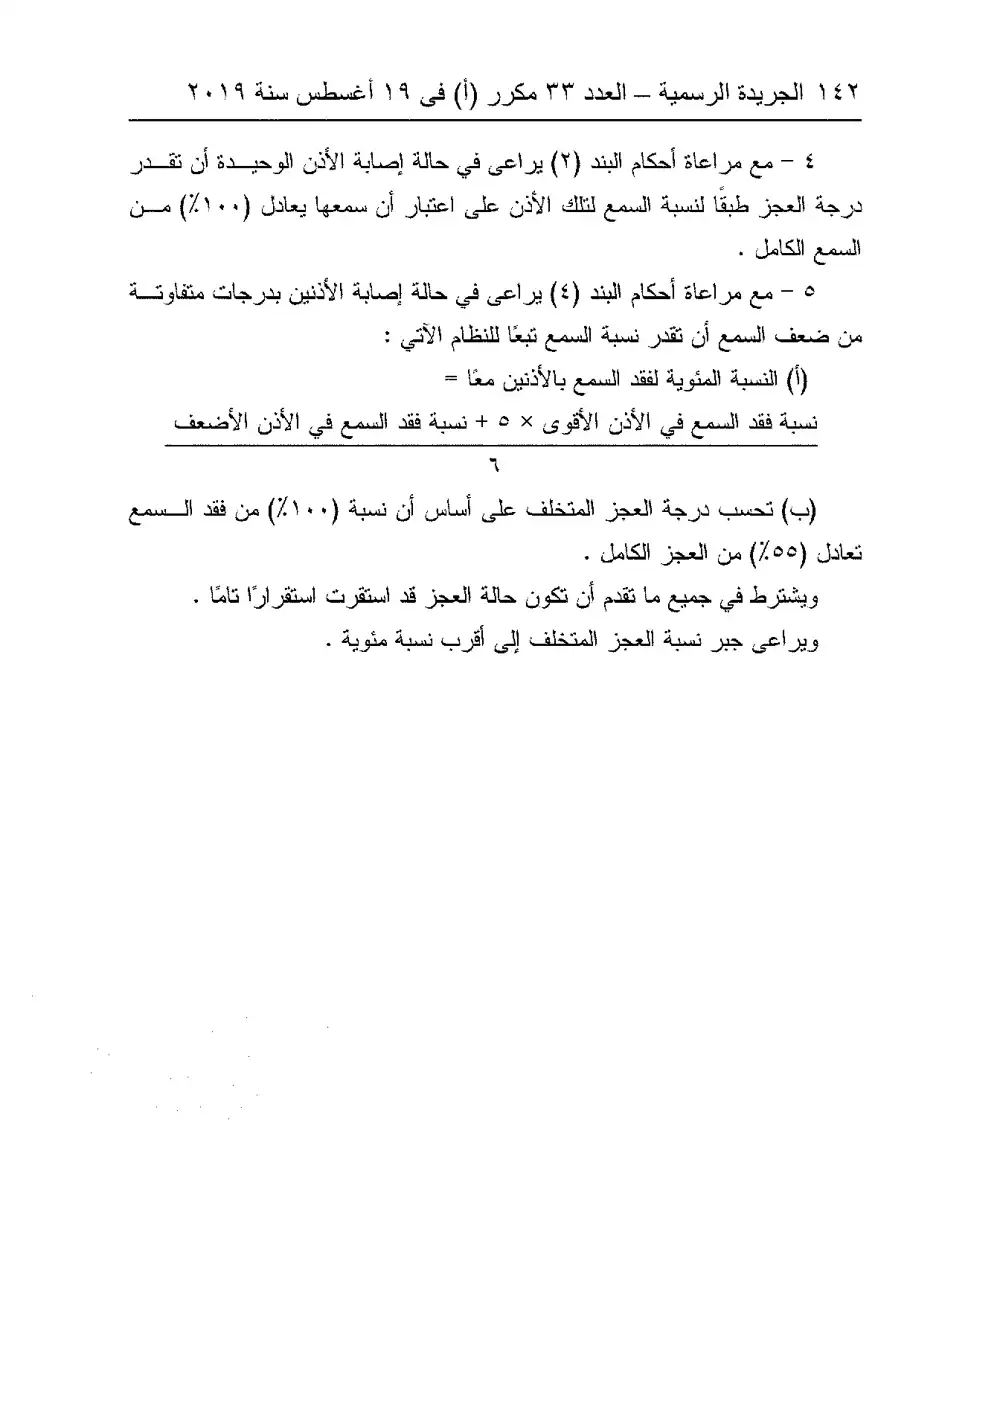 ١٤٢ الجريدة الرسمية – العدد ٣٣ مكرر (أ) فى ١٩ أغسطس سنة ٢٠١٩
٤ - مع مراعاة أحكام البند (٢) يراعى في حالة إصابة الأذن الوحيـدة أن تقـدر
درجة العجز طبقًا لنسبة السمع لتلك الأذن على اعتبار أن سمعها يعادل (١٠٠٪) مـن
السمع الكامل .
٥ - مع مراعاة أحكام البند (٤) يراعى في حالة إصابة الأذنين بدرجات متفاوتـة
من ضعف السمع أن تقدر نسبة السمع تبعًا للنظام الآتي :
(أ) النسبة المئوية لفقد السمع بالأذنين معًا =
نسبة فقد السمع في الأذن الأقوى × ٥ + نسبة فقد السمع في الأذن الأضعف
٦
(ب) تحسب درجة العجز المتخلف على أساس أن نسبة (١٠٠٪) من فقد الـسمع
تعادل (٥٥٪) من العجز الكامل .
ويشترط في جميع ما تقدم أن تكون حالة العجز قد استقرت استقرارًا تامًا .
ويراعى جبر نسبة العجز المتخلف إلى أقرب نسبة مئوية .